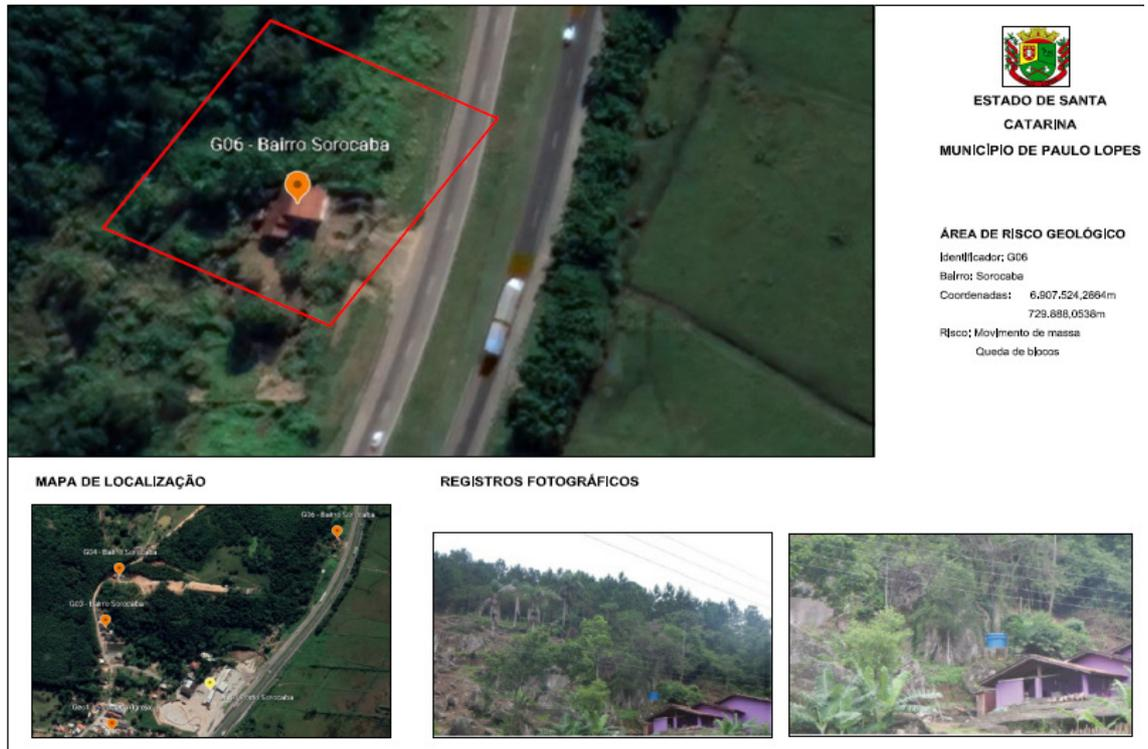 G06 - Bairro Sorocaba
ESTADO DE SANTA
CATARINA
MUNICÍPIO DE PAULO LOPES
ÁREA DE RISCO GEOLÓGICO
Identificador: G06
Bairro: Sorocaba
Coordenadas: 6.907.524,2664m
729.888,0538m
Risco: Movimento de massa
Queda de blocos
MAPA DE LOCALIZAÇÃO
REGISTROS FOTOGRÁFICOS
G06 - Bairro Sorocaba
G04 - Bairro Sorocaba
G03 - Bairro Sorocaba
Sorocaba